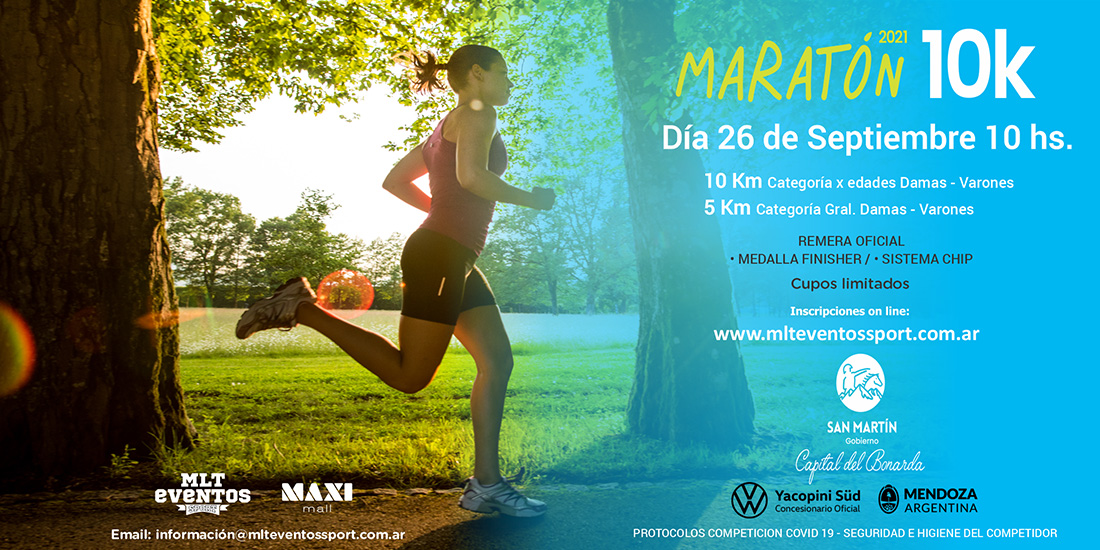 MARATÓN 2021 10k
Día 26 de Septiembre 10 hs.
10 Km Categoría x edades Damas - Varones
5 Km Categoría Gral. Damas - Varones
REMERA OFICIAL
• MEDALLA FINISHER / • SISTEMA CHIP
Cupos limitados
Inscripciones on line:
www.mlteventossport.com.ar
SAN MARTÍN
Gobierno
Capital del Bonarda
Yacopini Süd
Concesionario Oficial
MENDOZA
ARGENTINA
PROTOCOLOS COMPETICION COVID 19 - SEGURIDAD E HIGIENE DEL COMPETIDOR
MLT
eventos
MAXI
mall
Email: información@mlteventossport.com.ar